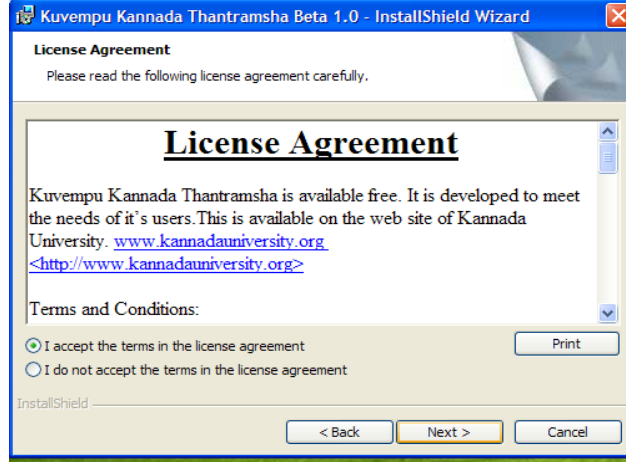 Kuvempu Kannada Thantramsha Beta 1.0 - InstallShield Wizard
License Agreement
Please read the following license agreement carefully.
License Agreement
Kuvempu Kannada Thantramsha is available free. It is developed to meet
the needs of it's users.This is available on the web site of Kannada
University. www.kannadauniversity.org
<http://www.kannadauniversity.org>
Terms and Conditions:
I accept the terms in the license agreement
Print
I do not accept the terms in the license agreement
InstallShield
< Back Next > Cancel